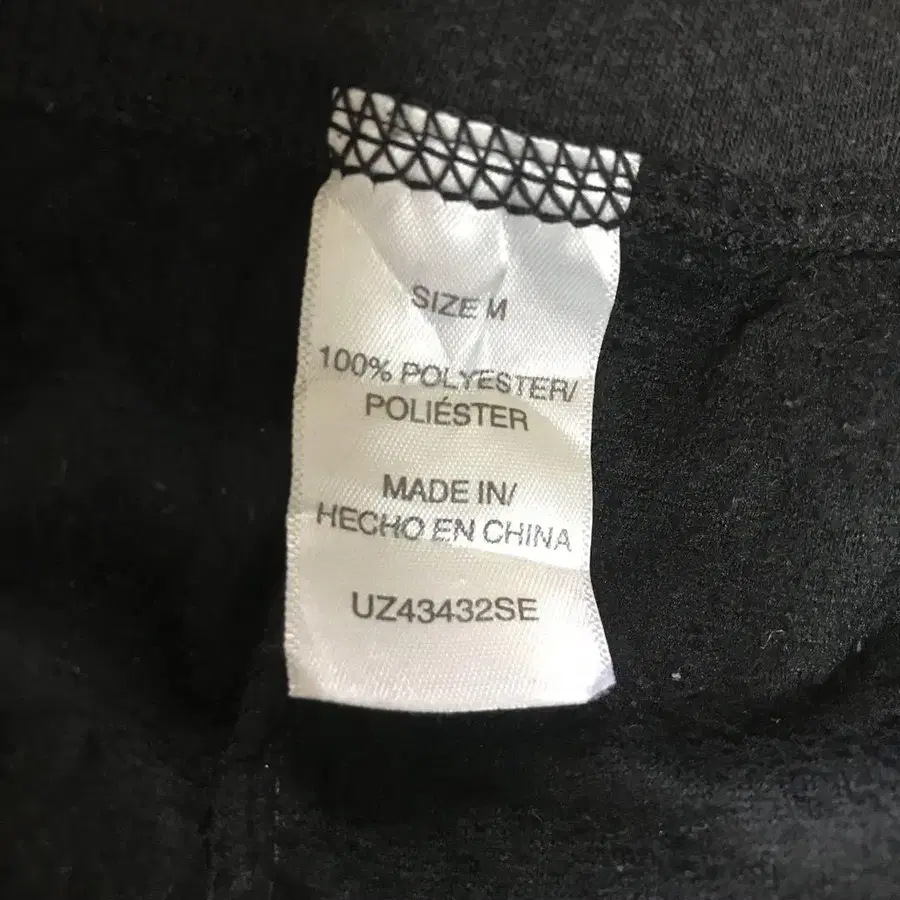 SIZE M
100% POLYESTER/
POLIÉSTER
MADE IN/
HECHO EN CHINA
UZ43432SE